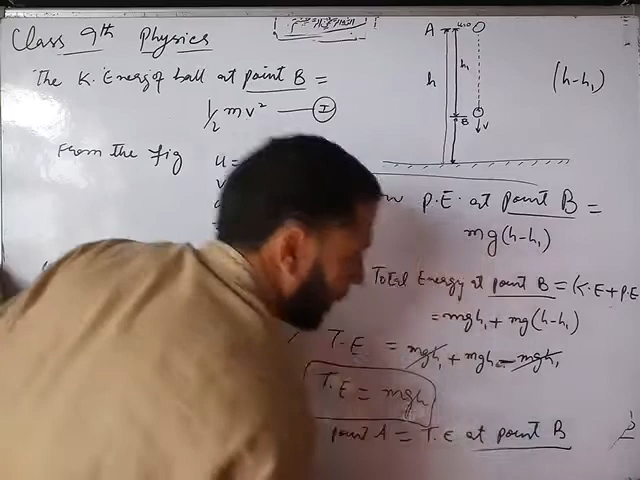 Class 9th Physics
The K. Energy of ball at point B =
1/2 mv² — I
From the fig
u =
A
u=0
h
h₁
(h-h₁)
B
v
P.E. at point B =
mg(h-h₁)
Total Energy at point B = (K.E + P.E
= mgh₁ + mg(h-h₁)
T.E = mgh₁ + mgh - mgh₁
T.E = mgh
point A = T.E at point B